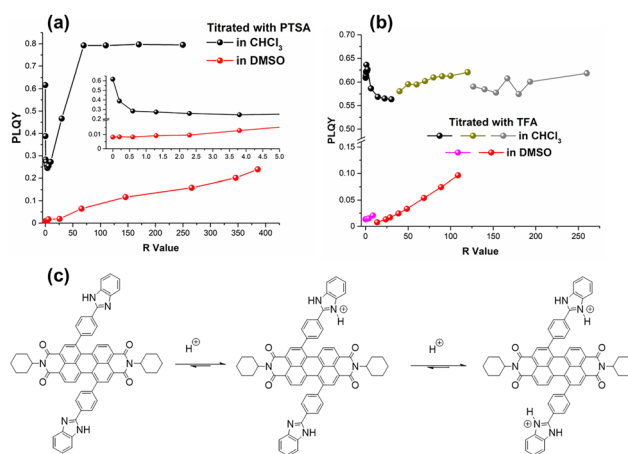 (a)
Titrated with PTSA
in CHCl3
in DMSO
PLQY
0.8
0.7
0.6
0.5
0.4
0.3
0.2
0.1
0.0
0.6
0.5
0.4
0.3
0.01
0.00
0.0 0.5 1.0 1.5 2.0 2.5 3.0 3.5 4.0 4.5 5.0
0 50 100 150 200 250 300 350 400
R Value
(b)
PLQY
0.70
0.65
0.60
0.55
0.50
0.15
0.10
0.05
0.00
Titrated with TFA
in CHCl3
in DMSO
0 50 100 150 200 250
R Value
(c)
HN N
O O
N N
O O
N NH
H⊕
HN N⊕
H
O O
N N
O O
N NH
H⊕
HN N⊕
H
O O
N N
O O
H
⊕N NH